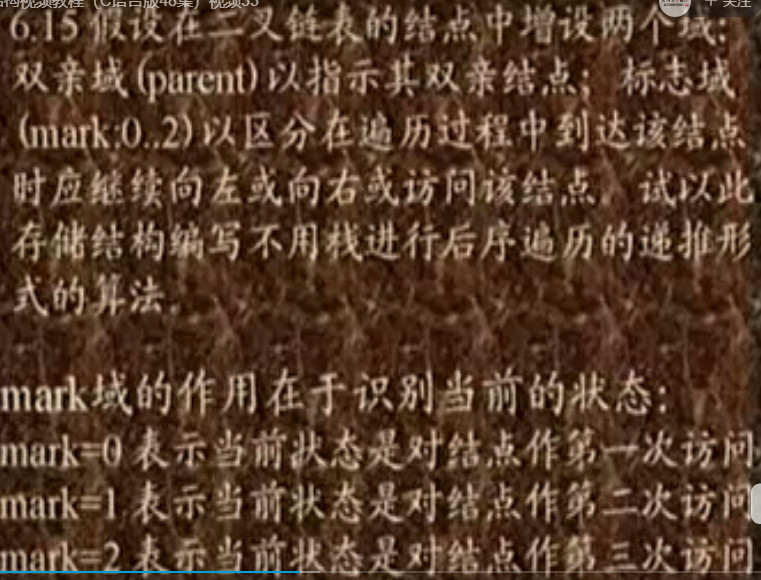 结构视频教程（C语言版48集）视频33
+ 关注
6.15 假设在二叉链表的结点中增设两个域：
双亲域(parent)以指示其双亲结点；标志域
(mark:0..2)以区分在遍历过程中到达该结点
时应继续向左或向右或访问该结点。试以此
存储结构编写不用栈进行后序遍历的递推形
式的算法。
mark域的作用在于识别当前的状态：
mark=0 表示当前状态是对结点作第一次访问
mark=1 表示当前状态是对结点作第二次访问
mark=2 表示当前状态是对结点作第三次访问